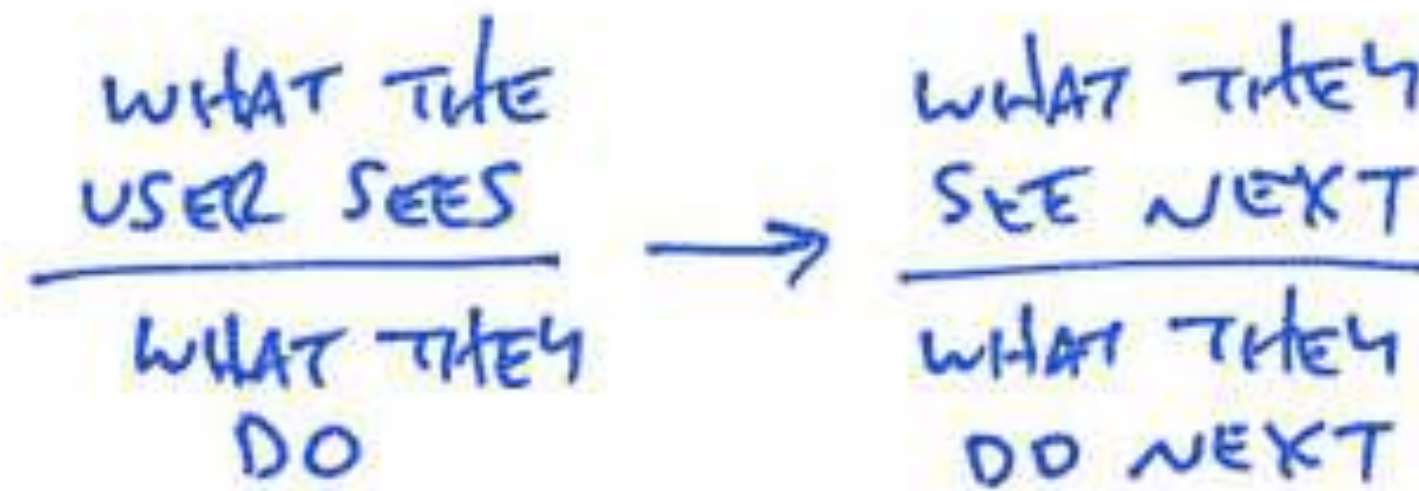 WHAT THE
USER SEES
WHAT THEY
DO
WHAT THEY
SEE NEXT
WHAT THEY
DO NEXT